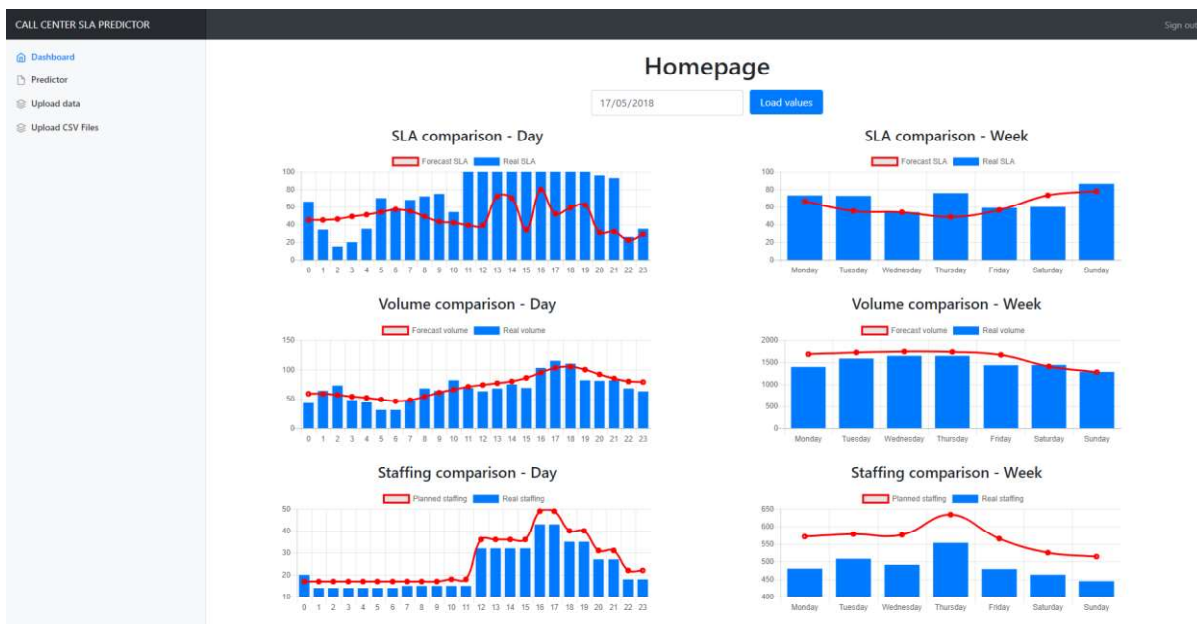 CALL CENTER SLA PREDICTOR
Sign out
Dashboard
Predictor
Upload data
Upload CSV Files
Homepage
17/05/2018 Load values
SLA comparison - Day
Forecast SLA Real SLA
100
80
60
40
20
0
0 1 2 3 4 5 6 7 8 9 10 11 12 13 14 15 16 17 18 19 20 21 22 23
SLA comparison - Week
Forecast SLA Real SLA
100
80
60
40
20
0
Monday Tuesday Wednesday Thursday Friday Saturday Sunday
Volume comparison - Day
Forecast volume Real volume
150
100
50
0
0 1 2 3 4 5 6 7 8 9 10 11 12 13 14 15 16 17 18 19 20 21 22 23
Volume comparison - Week
Forecast volume Real volume
2000
1500
1000
500
0
Monday Tuesday Wednesday Thursday Friday Saturday Sunday
Staffing comparison - Day
Planned staffing Real staffing
50
40
30
20
10
0 1 2 3 4 5 6 7 8 9 10 11 12 13 14 15 16 17 18 19 20 21 22 23
Staffing comparison - Week
Planned staffing Real staffing
650
600
550
500
450
400
Monday Tuesday Wednesday Thursday Friday Saturday Sunday